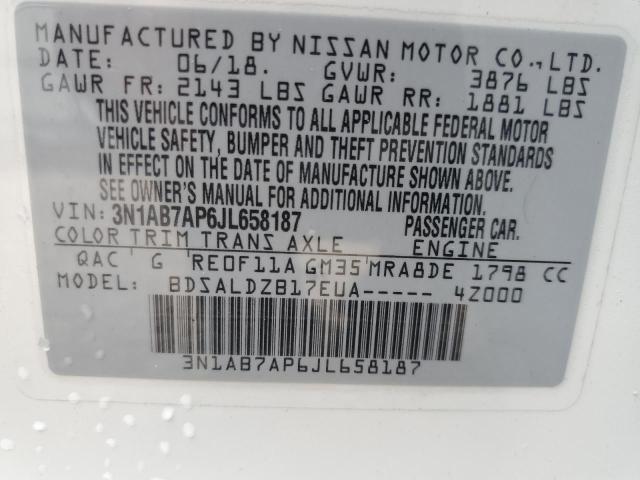 MANUFACTURED BY NISSAN MOTOR CO.,LTD.
DATE: 06/18. GVWR: 3876 LBS
GAWR FR: 2143 LBS GAWR RR: 1881 LBS
THIS VEHICLE CONFORMS TO ALL APPLICABLE FEDERAL MOTOR
VEHICLE SAFETY, BUMPER AND THEFT PREVENTION STANDARDS
IN EFFECT ON THE DATE OF MANUFACTURE SHOWN ABOVE.
SEE OWNER'S MANUAL FOR ADDITIONAL INFORMATION.
VIN: 3N1AB7AP6JL658187 PASSENGER CAR.
COLOR TRIM TRANS AXLE ENGINE
QAC G RE0F11A GM35 MRA8DE 1798 CC
MODEL: BDSALDZB17EUA----- 4Z000
3N1AB7AP6JL658187